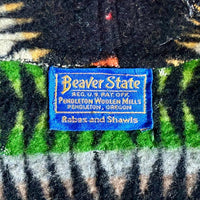 Beaver State
REG. U.S. PAT. OFF.
PENDLETON WOOLEN MILLS
PENDLETON, OREGON
Robes and Shawls